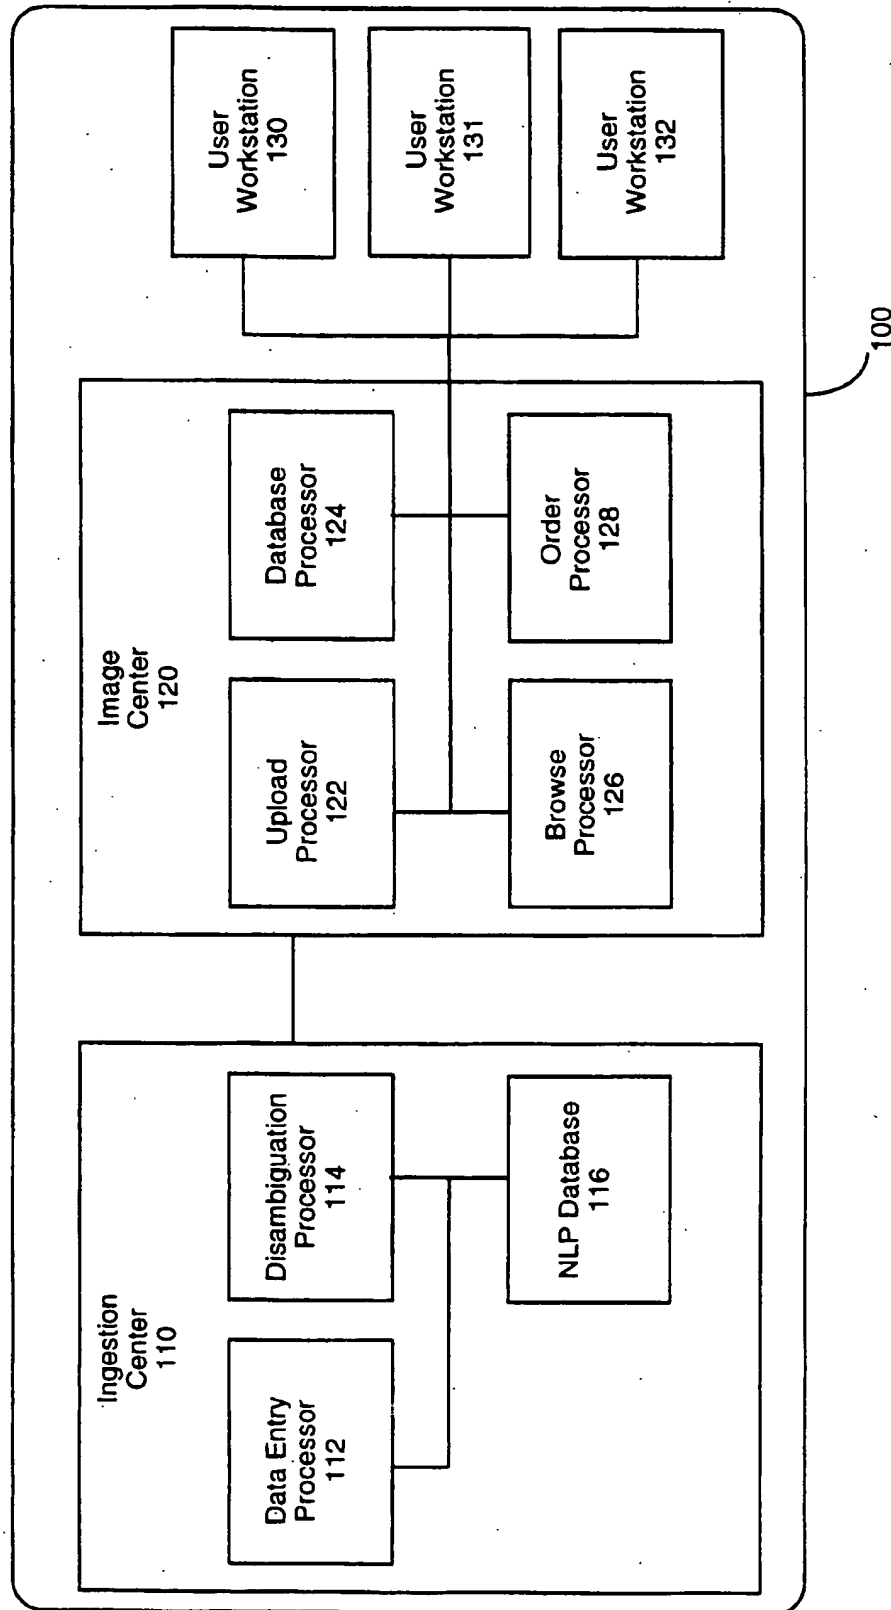 Ingestion
Center
110
Data Entry
Processor
112
Disambiguation
Processor
114
NLP Database
116
Image
Center
120
Upload
Processor
122
Database
Processor
124
Browse
Processor
126
Order
Processor
128
User
Workstation
130
User
Workstation
131
User
Workstation
132
100